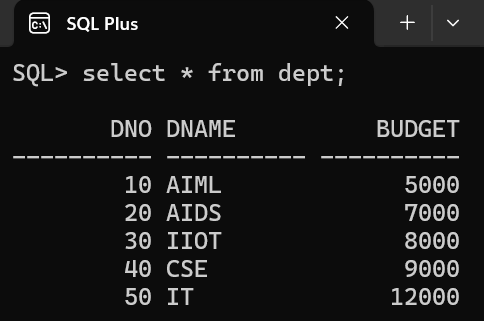 SQL Plus
SQL> select * from dept;
       DNO DNAME          BUDGET
---------- ---------- ----------
        10 AIML             5000
        20 AIDS             7000
        30 IIOT             8000
        40 CSE              9000
        50 IT              12000